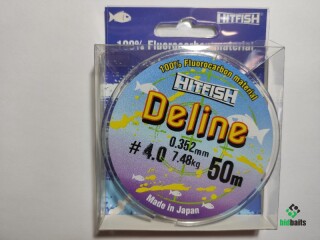 HITFISH
100% Fluorocarbon material
100% Fluorocarbon material
HITFISH
Deline
0.352mm
# 4.0 7.48kg 50m
Made in Japan
bidbaits